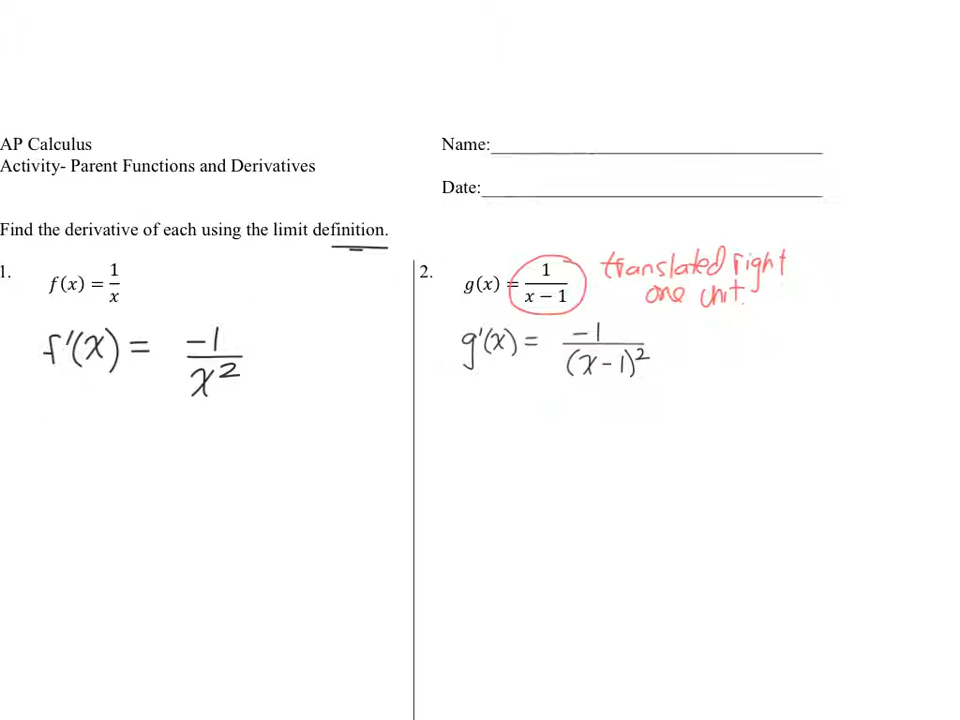 AP Calculus
Activity- Parent Functions and Derivatives
Name:
Date:
Find the derivative of each using the limit definition.
1. f(x) = 1/x
f'(x) = -1/x²
2. g(x) = 1/(x − 1)
translated right
one unit.
g'(x) = -1/(x-1)²